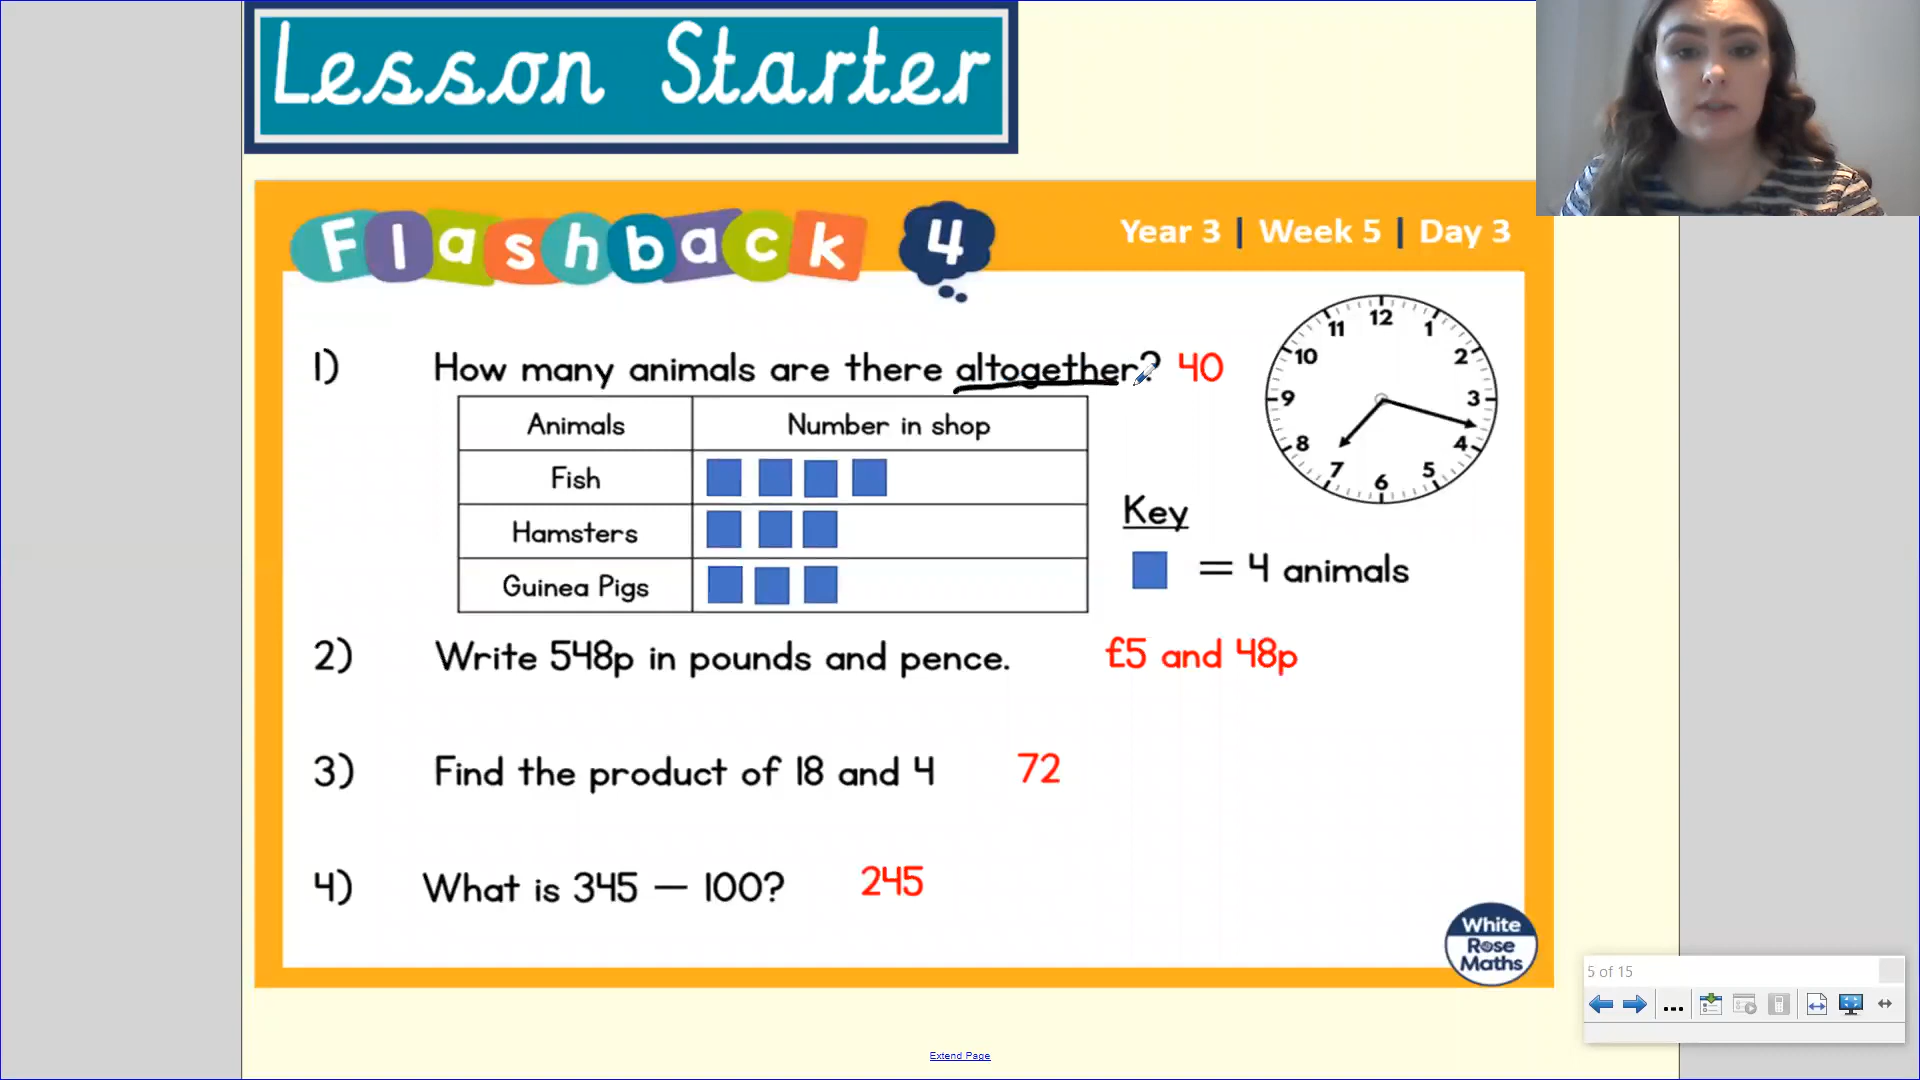 Lesson Starter
Flashback 4
Year 3 | Week 5 | Day 3
1) How many animals are there altogether? 40
Animals Number in shop
Fish
Hamsters
Guinea Pigs
Key
= 4 animals
12
1
2
3
4
5
6
7
8
9
10
11
2) Write 548p in pounds and pence. £5 and 48p
3) Find the product of 18 and 4 72
4) What is 345 — 100? 245
White
Rose
Maths
5 of 15
...
Extend Page